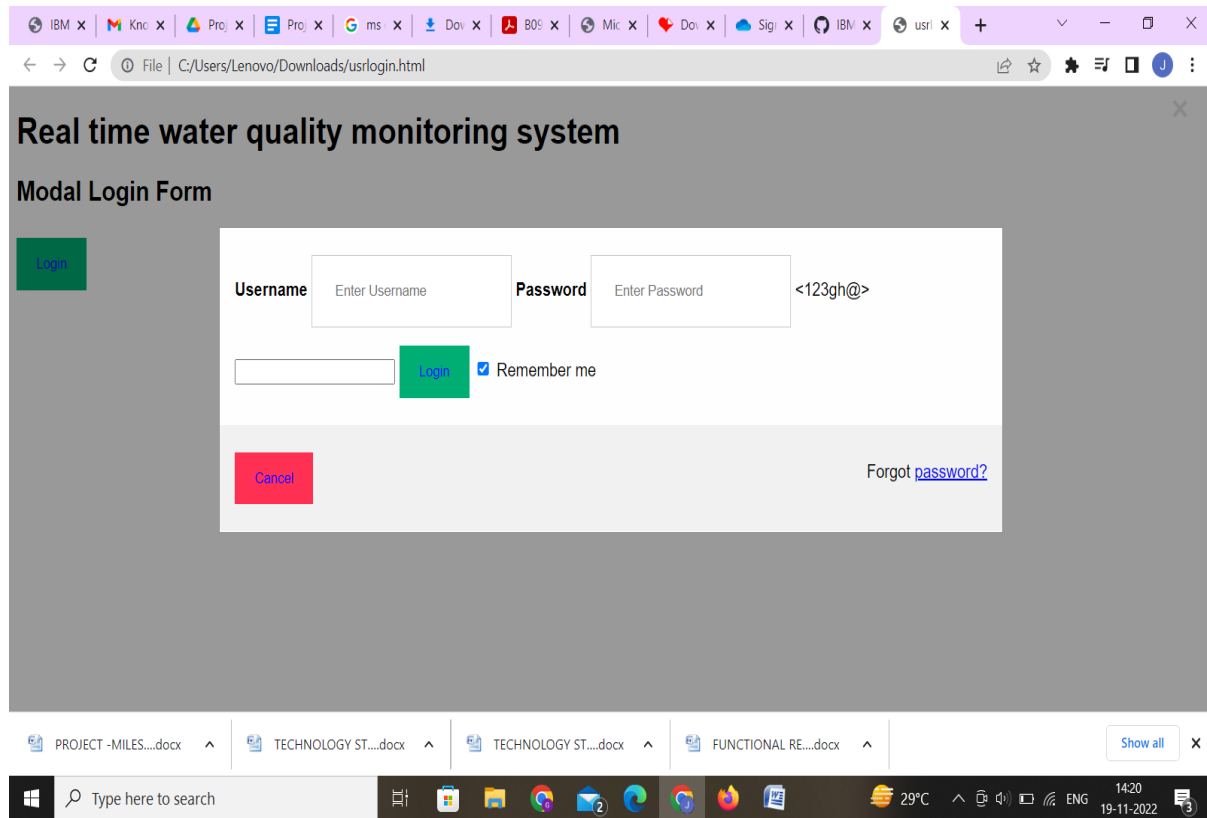 IBM Kno Proj Proj ms Dov B09 Mic Dov Sign IBM usrl
File | C:/Users/Lenovo/Downloads/usrlogin.html J
Real time water quality monitoring system
Modal Login Form
Login
Username Enter Username Password Enter Password <123gh@>
Login Remember me
Cancel Forgot password?
PROJECT -MILES....docx TECHNOLOGY ST....docx TECHNOLOGY ST....docx FUNCTIONAL RE....docx Show all
Type here to search 29°C ENG 14:20
19-11-2022